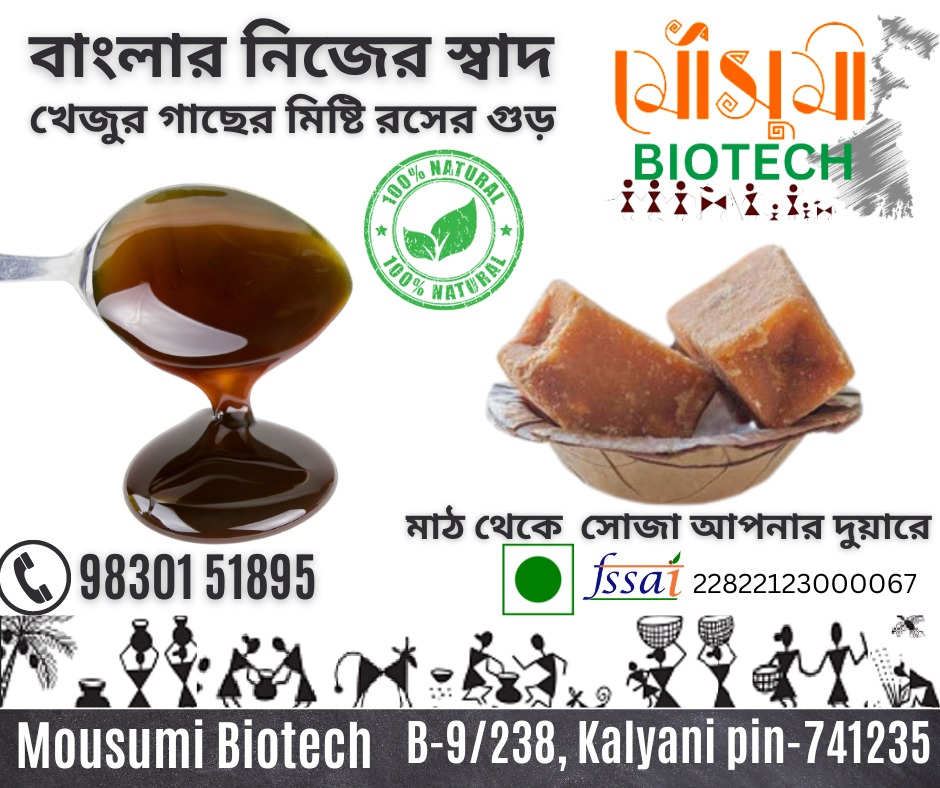 বাংলার নিজের স্বাদ
খেজুর গাছের মিষ্টি রসের গুড়
মৌসুমী
BIOTECH
100% NATURAL
100% NATURAL
মাঠ থেকে সোজা আপনার দুয়ারে
98301 51895
fssai 22822123000067
Mousumi Biotech B-9/238, Kalyani pin-741235